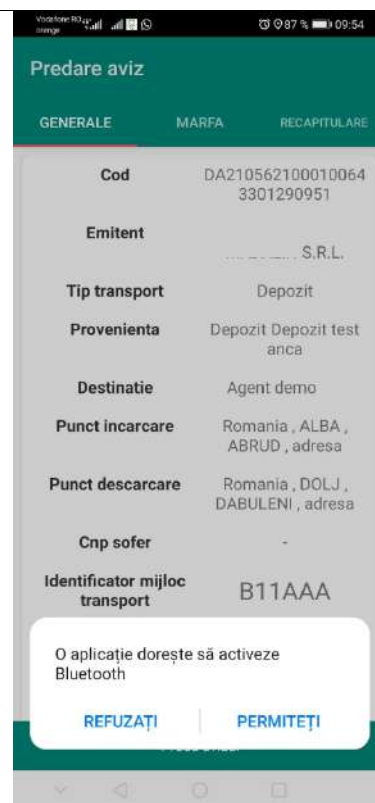 Vodafone RO
orange
87 % 09:54
Predare aviz
GENERALE MARFA RECAPITULARE
Cod DA210562100010064
3301290951
Emitent
S.R.L.
Tip transport Depozit
Provenienta Depozit Depozit test
anca
Destinatie Agent demo
Punct incarcare Romania , ALBA ,
ABRUD , adresa
Punct descarcare Romania , DOLJ ,
DABULENI , adresa
Cnp sofer -
Identificator mijloc
transport B11AAA
O aplicație dorește să activeze
Bluetooth
REFUZAȚI PERMITEȚI